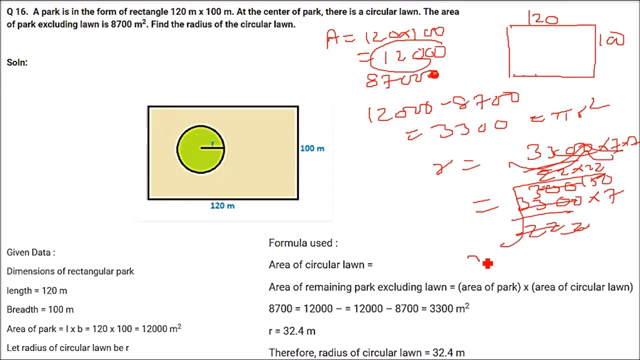 Q 16. A park is in the form of rectangle 120 m x 100 m. At the center of park, there is a circular lawn. The area
of park excluding lawn is 8700 m². Find the radius of the circular lawn.
Soln:
A = 120x100
= 12000
8700
120
100
12000 - 8700
= 3300 = πr²
r =
r
100 m
120 m
Given Data:
Dimensions of rectangular park
length = 120 m
Breadth = 100 m
Area of park = l x b = 120 x 100 = 12000 m²
Let radius of circular lawn be r
Formula used :
Area of circular lawn =
Area of remaining park excluding lawn = (area of park) x (area of circular lawn)
8700 = 12000 − = 12000 − 8700 = 3300 m²
r = 32.4 m
Therefore, radius of circular lawn = 32.4 m